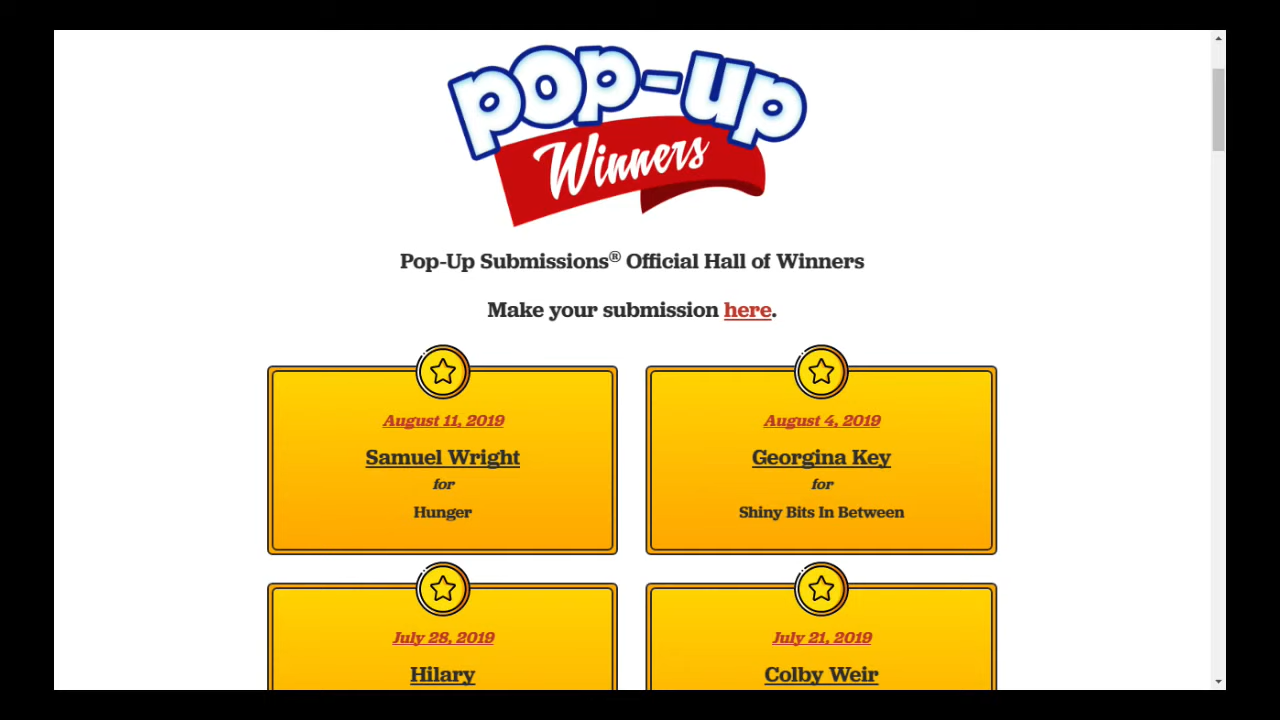 pop-up
Winners
Pop-Up Submissions® Official Hall of Winners
Make your submission here.
August 11, 2019
Samuel Wright
for
Hunger
August 4, 2019
Georgina Key
for
Shiny Bits In Between
July 28, 2019
Hilary
July 21, 2019
Colby Weir